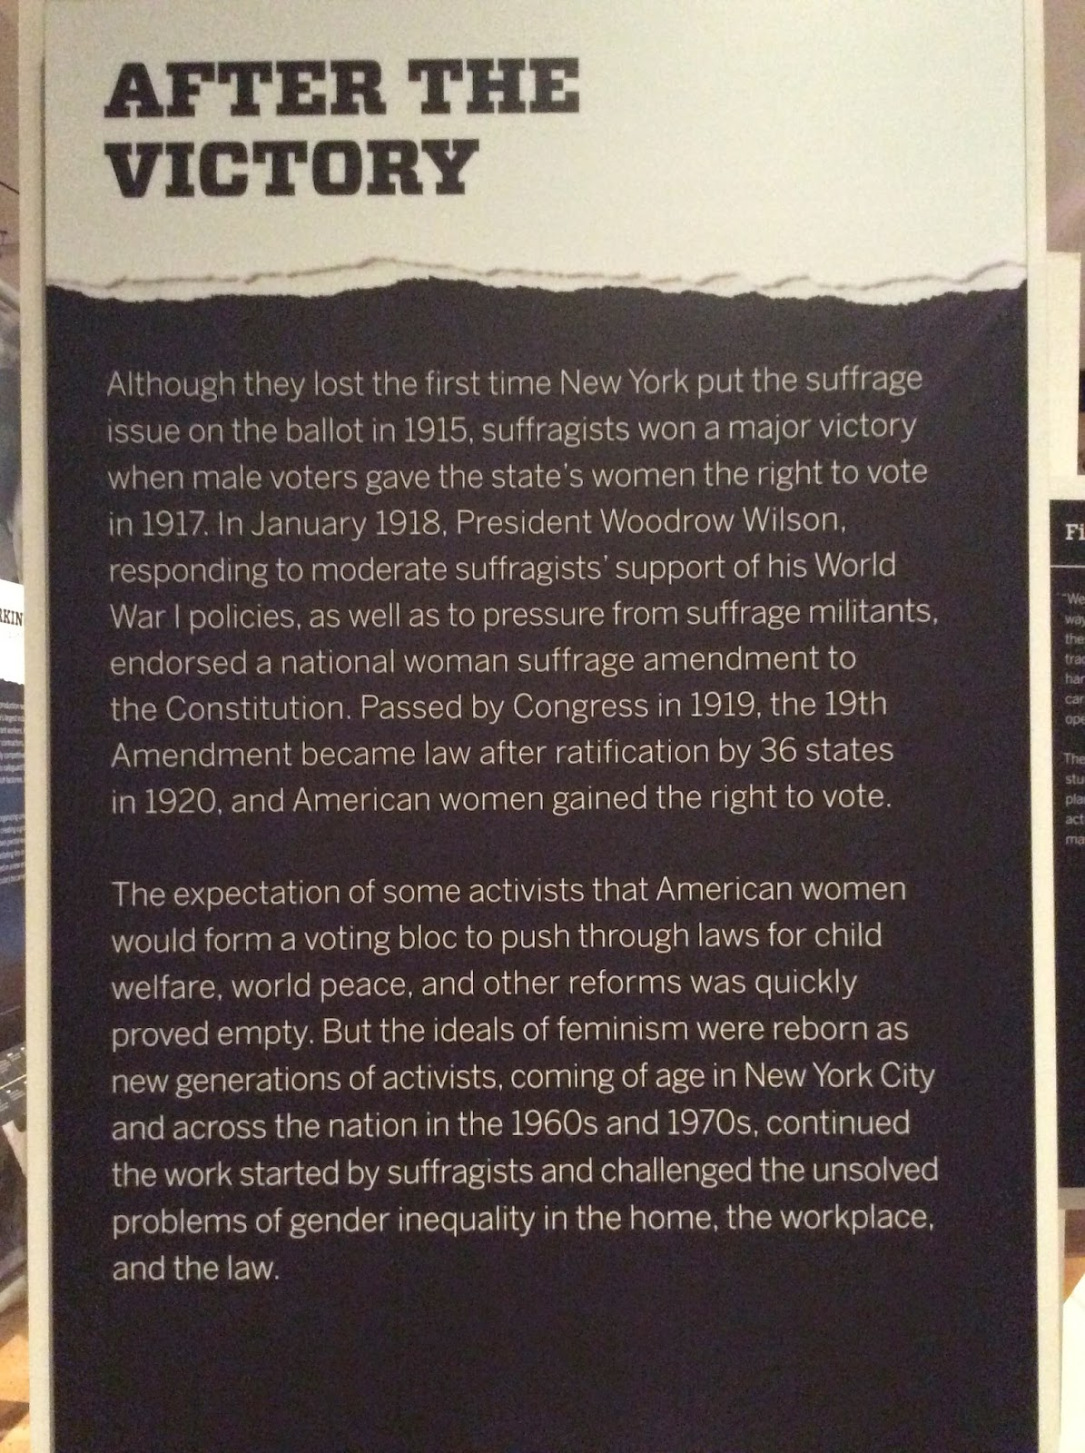 AFTER THE
VICTORY
Although they lost the first time New York put the suffrage
issue on the ballot in 1915, suffragists won a major victory
when male voters gave the state's women the right to vote
in 1917. In January 1918, President Woodrow Wilson,
responding to moderate suffragists' support of his World
War I policies, as well as to pressure from suffrage militants,
endorsed a national woman suffrage amendment to
the Constitution. Passed by Congress in 1919, the 19th
Amendment became law after ratification by 36 states
in 1920, and American women gained the right to vote.
The expectation of some activists that American women
would form a voting bloc to push through laws for child
welfare, world peace, and other reforms was quickly
proved empty. But the ideals of feminism were reborn as
new generations of activists, coming of age in New York City
and across the nation in the 1960s and 1970s, continued
the work started by suffragists and challenged the unsolved
problems of gender inequality in the home, the workplace,
and the law.